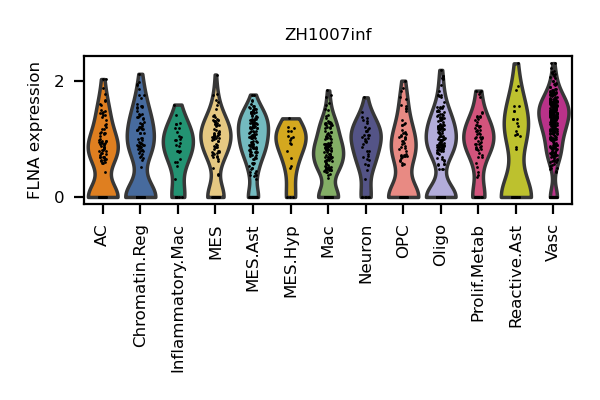 ZH1007inf
FLNA expression
2
0
AC
Chromatin.Reg
Inflammatory.Mac
MES
MES.Ast
MES.Hyp
Mac
Neuron
OPC
Oligo
Prolif.Metab
Reactive.Ast
Vasc